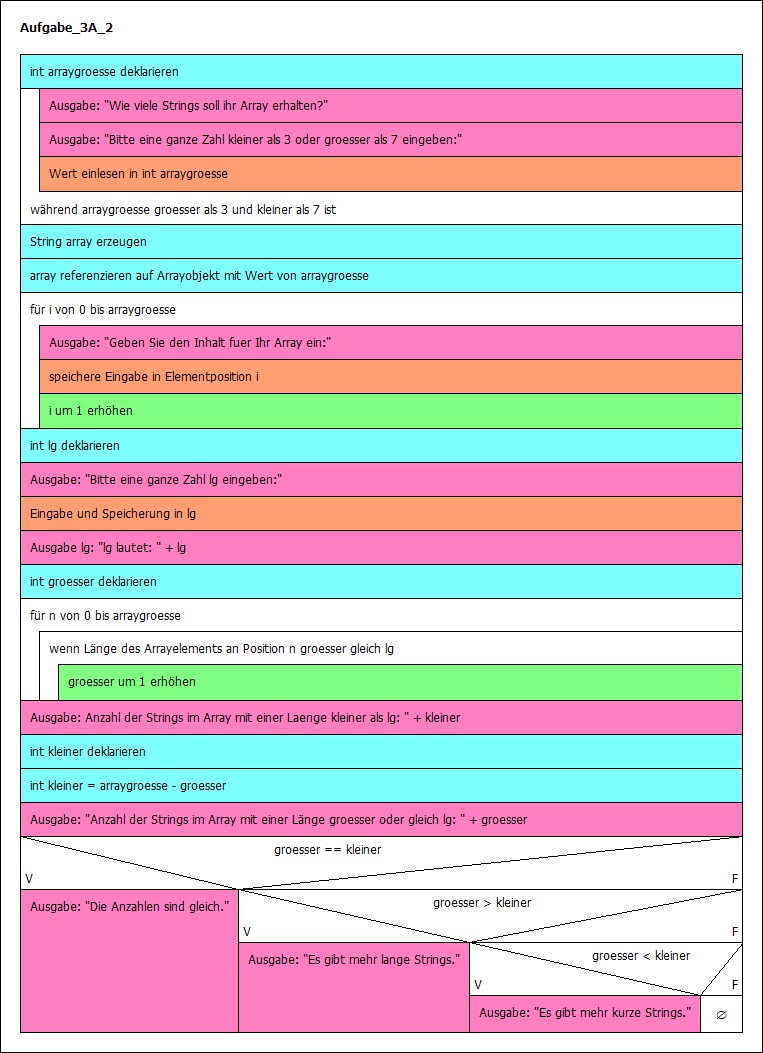 Aufgabe_3A_2
int arraygroesse deklarieren
Ausgabe: "Wie viele Strings soll ihr Array erhalten?"
Ausgabe: "Bitte eine ganze Zahl kleiner als 3 oder groesser als 7 eingeben:"
Wert einlesen in int arraygroesse
während arraygroesse groesser als 3 und kleiner als 7 ist
String array erzeugen
array referenzieren auf Arrayobjekt mit Wert von arraygroesse
für i von 0 bis arraygroesse
Ausgabe: "Geben Sie den Inhalt fuer Ihr Array ein:"
speichere Eingabe in Elementposition i
i um 1 erhöhen
int lg deklarieren
Ausgabe: "Bitte eine ganze Zahl lg eingeben:"
Eingabe und Speicherung in lg
Ausgabe lg: "lg lautet: " + lg
int groesser deklarieren
für n von 0 bis arraygroesse
wenn Länge des Arrayelements an Position n groesser gleich lg
groesser um 1 erhöhen
Ausgabe: Anzahl der Strings im Array mit einer Laenge kleiner als lg: " + kleiner
int kleiner deklarieren
int kleiner = arraygroesse - groesser
Ausgabe: "Anzahl der Strings im Array mit einer Länge groesser oder gleich lg: " + groesser
groesser == kleiner
V F
Ausgabe: "Die Anzahlen sind gleich."
groesser > kleiner
V F
Ausgabe: "Es gibt mehr lange Strings."
groesser < kleiner
V F
Ausgabe: "Es gibt mehr kurze Strings."
∅